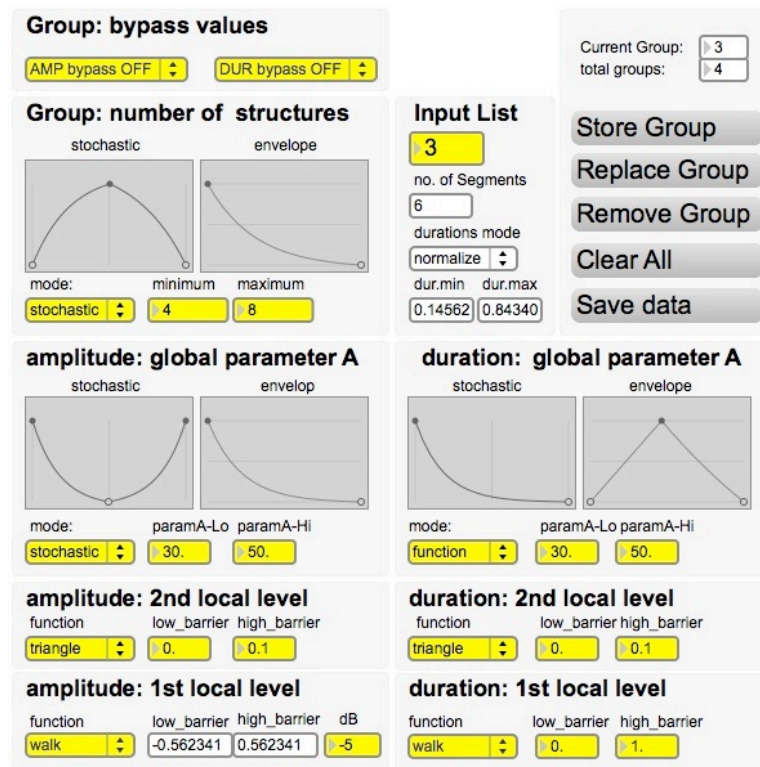 Group: bypass values
AMP bypass OFF DUR bypass OFF
Current Group: 3
total groups: 4
Group: number of structures
stochastic envelope
mode: minimum maximum
stochastic 4 8
Input List
3
no. of Segments
6
durations mode
normalize
dur.min dur.max
0.14562 0.84340
Store Group
Replace Group
Remove Group
Clear All
Save data
amplitude: global parameter A
stochastic envelop
mode: paramA-Lo paramA-Hi
stochastic 30. 50.
duration: global parameter A
stochastic envelope
mode: paramA-Lo paramA-Hi
function 30. 50.
amplitude: 2nd local level
function low_barrier high_barrier
triangle 0. 0.1
duration: 2nd local level
function low_barrier high_barrier
triangle 0. 0.1
amplitude: 1st local level
function low_barrier high_barrier dB
walk -0.562341 0.562341 -5
duration: 1st local level
function low_barrier high_barrier
walk 0. 1.